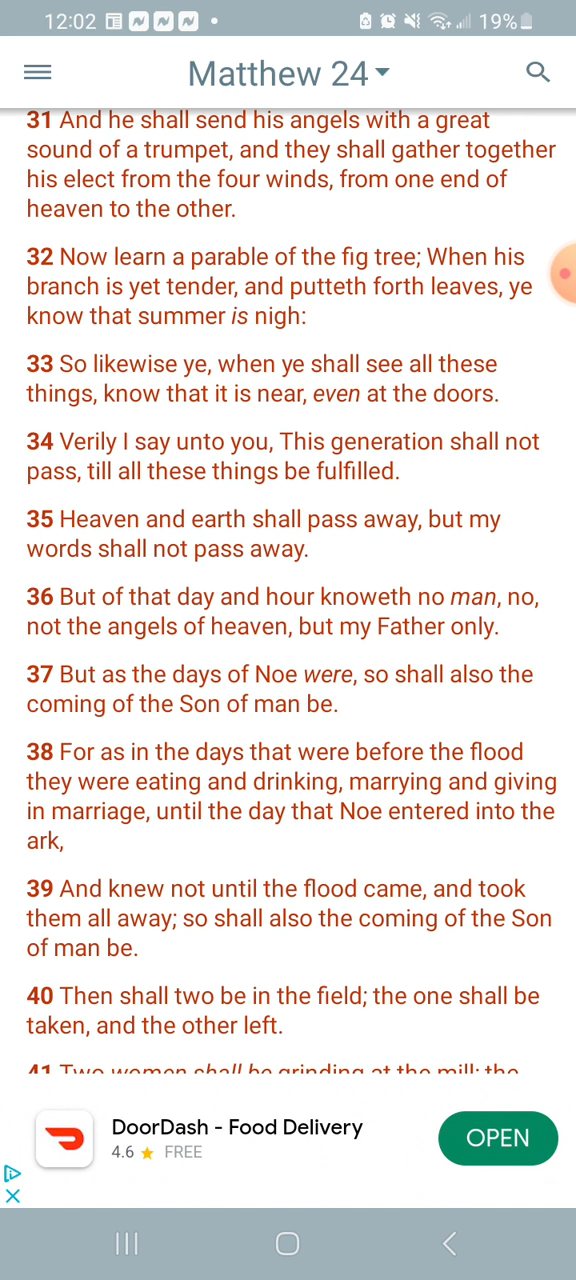 12:02 19%
Matthew 24
31 And he shall send his angels with a great
sound of a trumpet, and they shall gather together
his elect from the four winds, from one end of
heaven to the other.
32 Now learn a parable of the fig tree; When his
branch is yet tender, and putteth forth leaves, ye
know that summer is nigh:
33 So likewise ye, when ye shall see all these
things, know that it is near, even at the doors.
34 Verily I say unto you, This generation shall not
pass, till all these things be fulfilled.
35 Heaven and earth shall pass away, but my
words shall not pass away.
36 But of that day and hour knoweth no man, no,
not the angels of heaven, but my Father only.
37 But as the days of Noe were, so shall also the
coming of the Son of man be.
38 For as in the days that were before the flood
they were eating and drinking, marrying and giving
in marriage, until the day that Noe entered into the
ark,
39 And knew not until the flood came, and took
them all away; so shall also the coming of the Son
of man be.
40 Then shall two be in the field; the one shall be
taken, and the other left.
41 Two women shall be grinding at the mill; the
DoorDash - Food Delivery
4.6 ★ FREE
OPEN